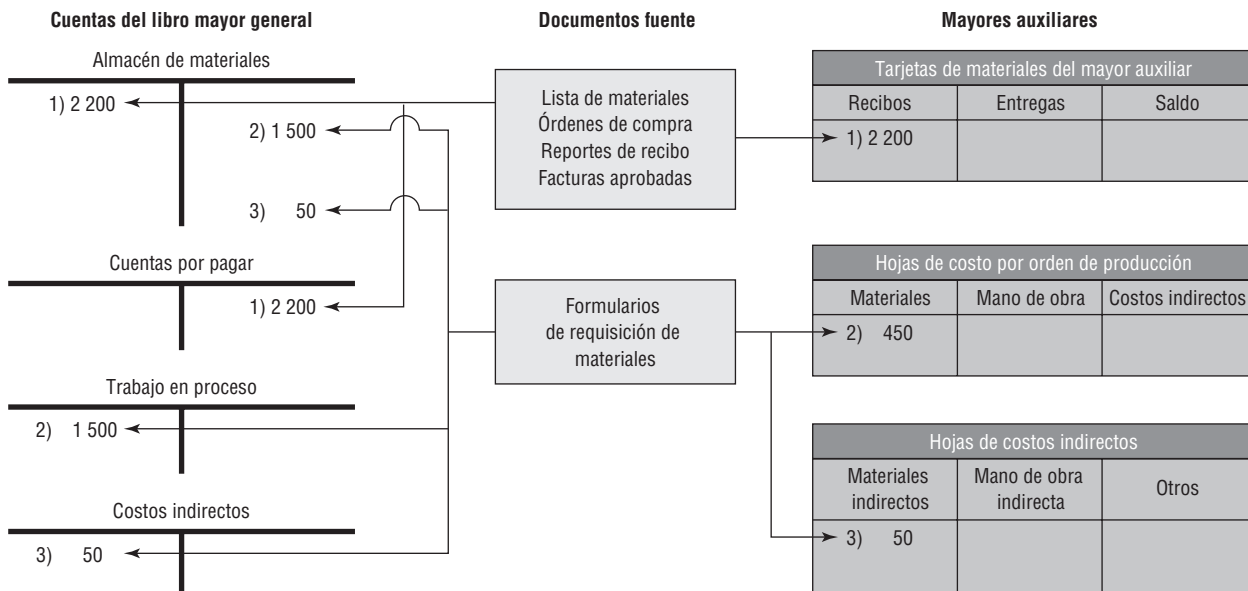 Cuentas del libro mayor general
Almacén de materiales
1) 2 200
2) 1 500
3) 50
Cuentas por pagar
1) 2 200
Trabajo en proceso
2) 1 500
Costos indirectos
3) 50
Documentos fuente
Lista de materiales
Órdenes de compra
Reportes de recibo
Facturas aprobadas
Formularios
de requisición de
materiales
Mayores auxiliares
Tarjetas de materiales del mayor auxiliar
Recibos Entregas Saldo
1) 2 200
Hojas de costo por orden de producción
Materiales Mano de obra Costos indirectos
2) 450
Hojas de costos indirectos
Materiales
indirectos
Mano de obra
indirecta
Otros
3) 50